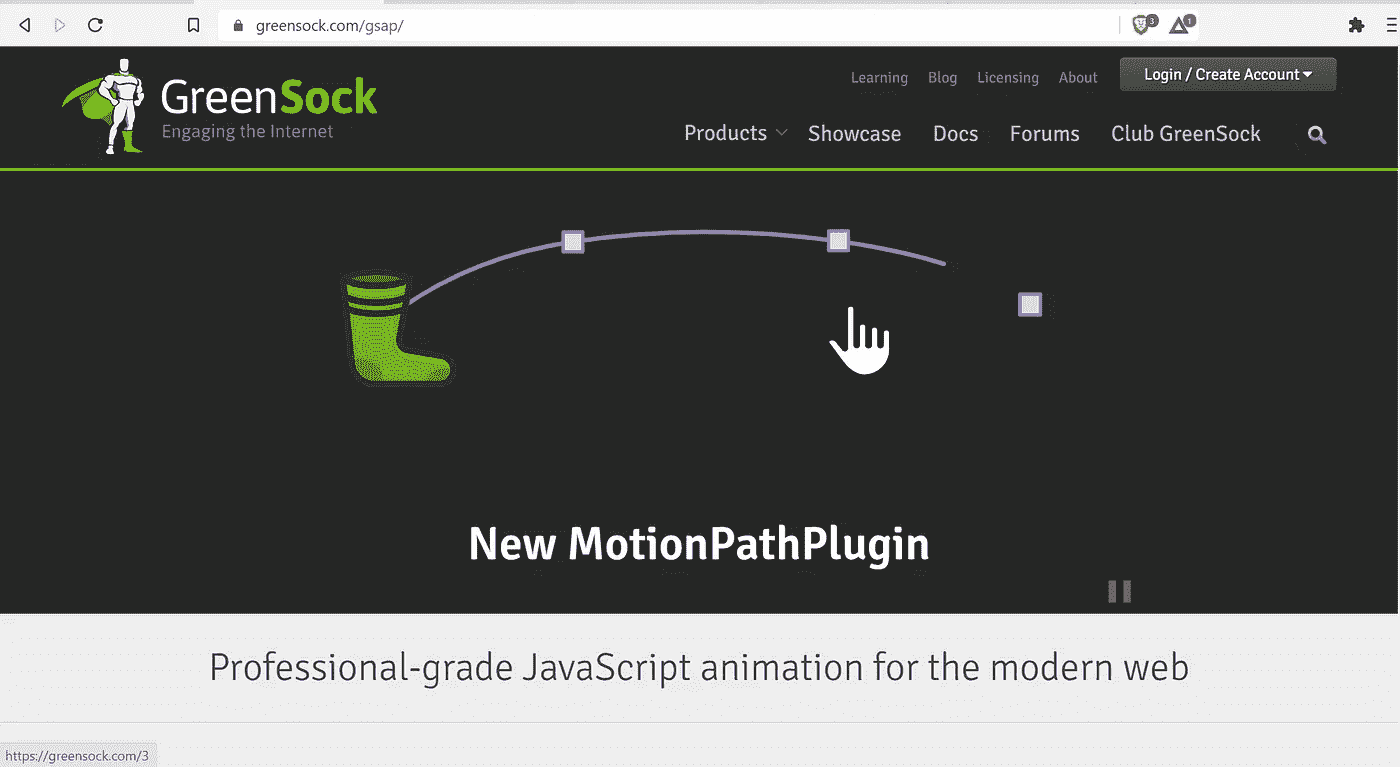 greensock.com/gsap/
3
1
Learning Blog Licensing About Login / Create Account
GreenSock
Engaging the Internet
Products Showcase Docs Forums Club GreenSock
New MotionPathPlugin
Professional-grade JavaScript animation for the modern web
https://greensock.com/3